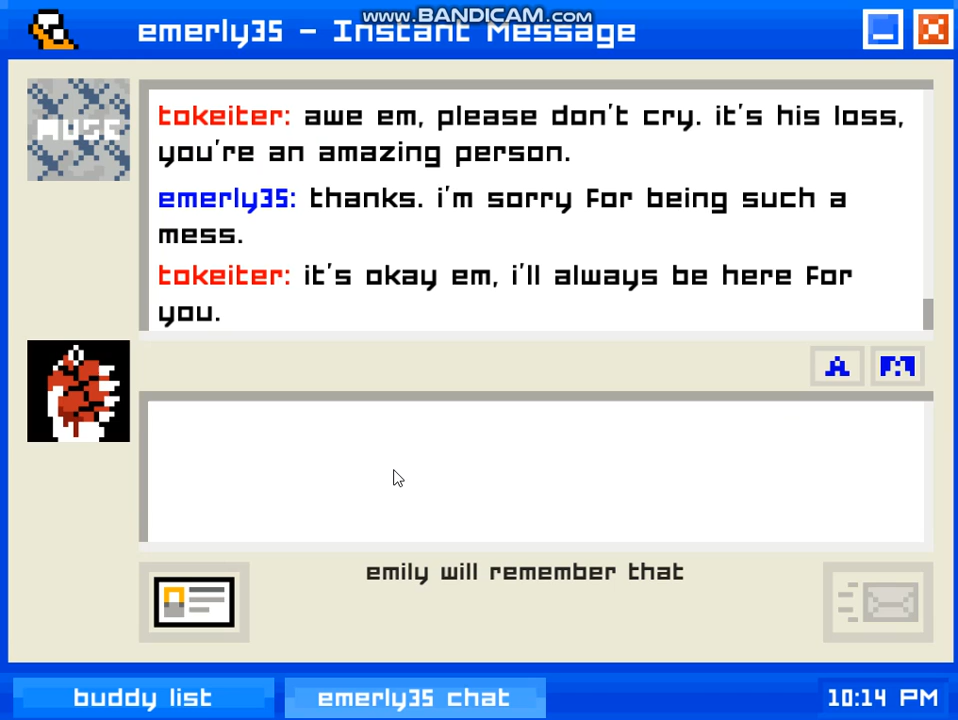 www.BANDICAM.com
emerly35 - Instant Message
MUSE
tokeiter: awe em, please don't cry. it's his loss,
you're an amazing person.
emerly35: thanks. i'm sorry for being such a
mess.
tokeiter: it's okay em, i'll always be here for
you.
A
emily will remember that
buddy list
emerly35 chat
10:14 PM